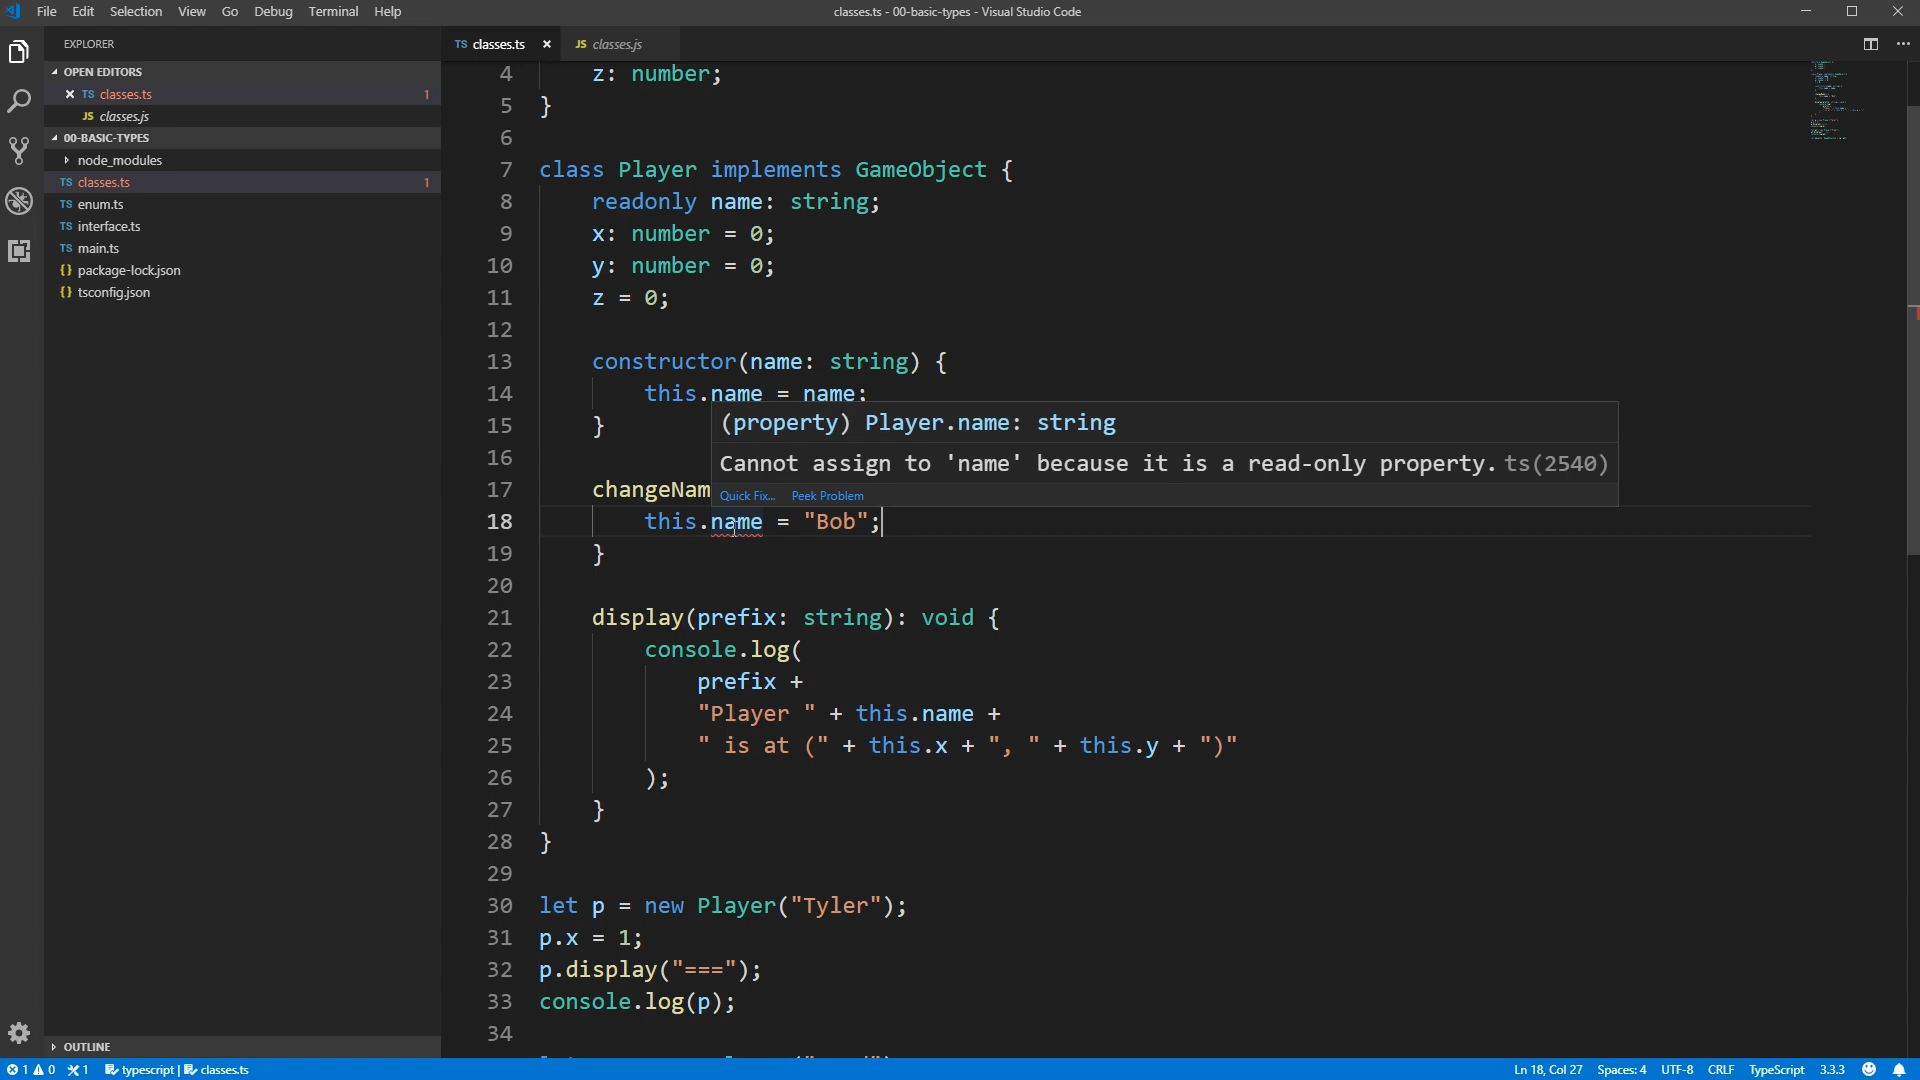 File Edit Selection View Go Debug Terminal Help
classes.ts - 00-basic-types - Visual Studio Code
EXPLORER
OPEN EDITORS
TS classes.ts 1
JS classes.js
00-BASIC-TYPES
node_modules
TS classes.ts 1
TS enum.ts
TS interface.ts
TS main.ts
{} package-lock.json
{} tsconfig.json
OUTLINE
TS classes.ts JS classes.js
4 z: number;
5 }
6
7 class Player implements GameObject {
8 readonly name: string;
9 x: number = 0;
10 y: number = 0;
11 z = 0;
12
13 constructor(name: string) {
14 this.name = name;
15 }
16
17 changeNam
18 this.name = "Bob";
19 }
20
21 display(prefix: string): void {
22 console.log(
23 prefix +
24 "Player " + this.name +
25 " is at (" + this.x + ", " + this.y + ")"
26 );
27 }
28 }
29
30 let p = new Player("Tyler");
31 p.x = 1;
32 p.display("===");
33 console.log(p);
34
(property) Player.name: string
Cannot assign to 'name' because it is a read-only property. ts(2540)
Quick Fix... Peek Problem
1 0 1 typescript | classes.ts Ln 18, Col 27 Spaces: 4 UTF-8 CRLF TypeScript 3.3.3